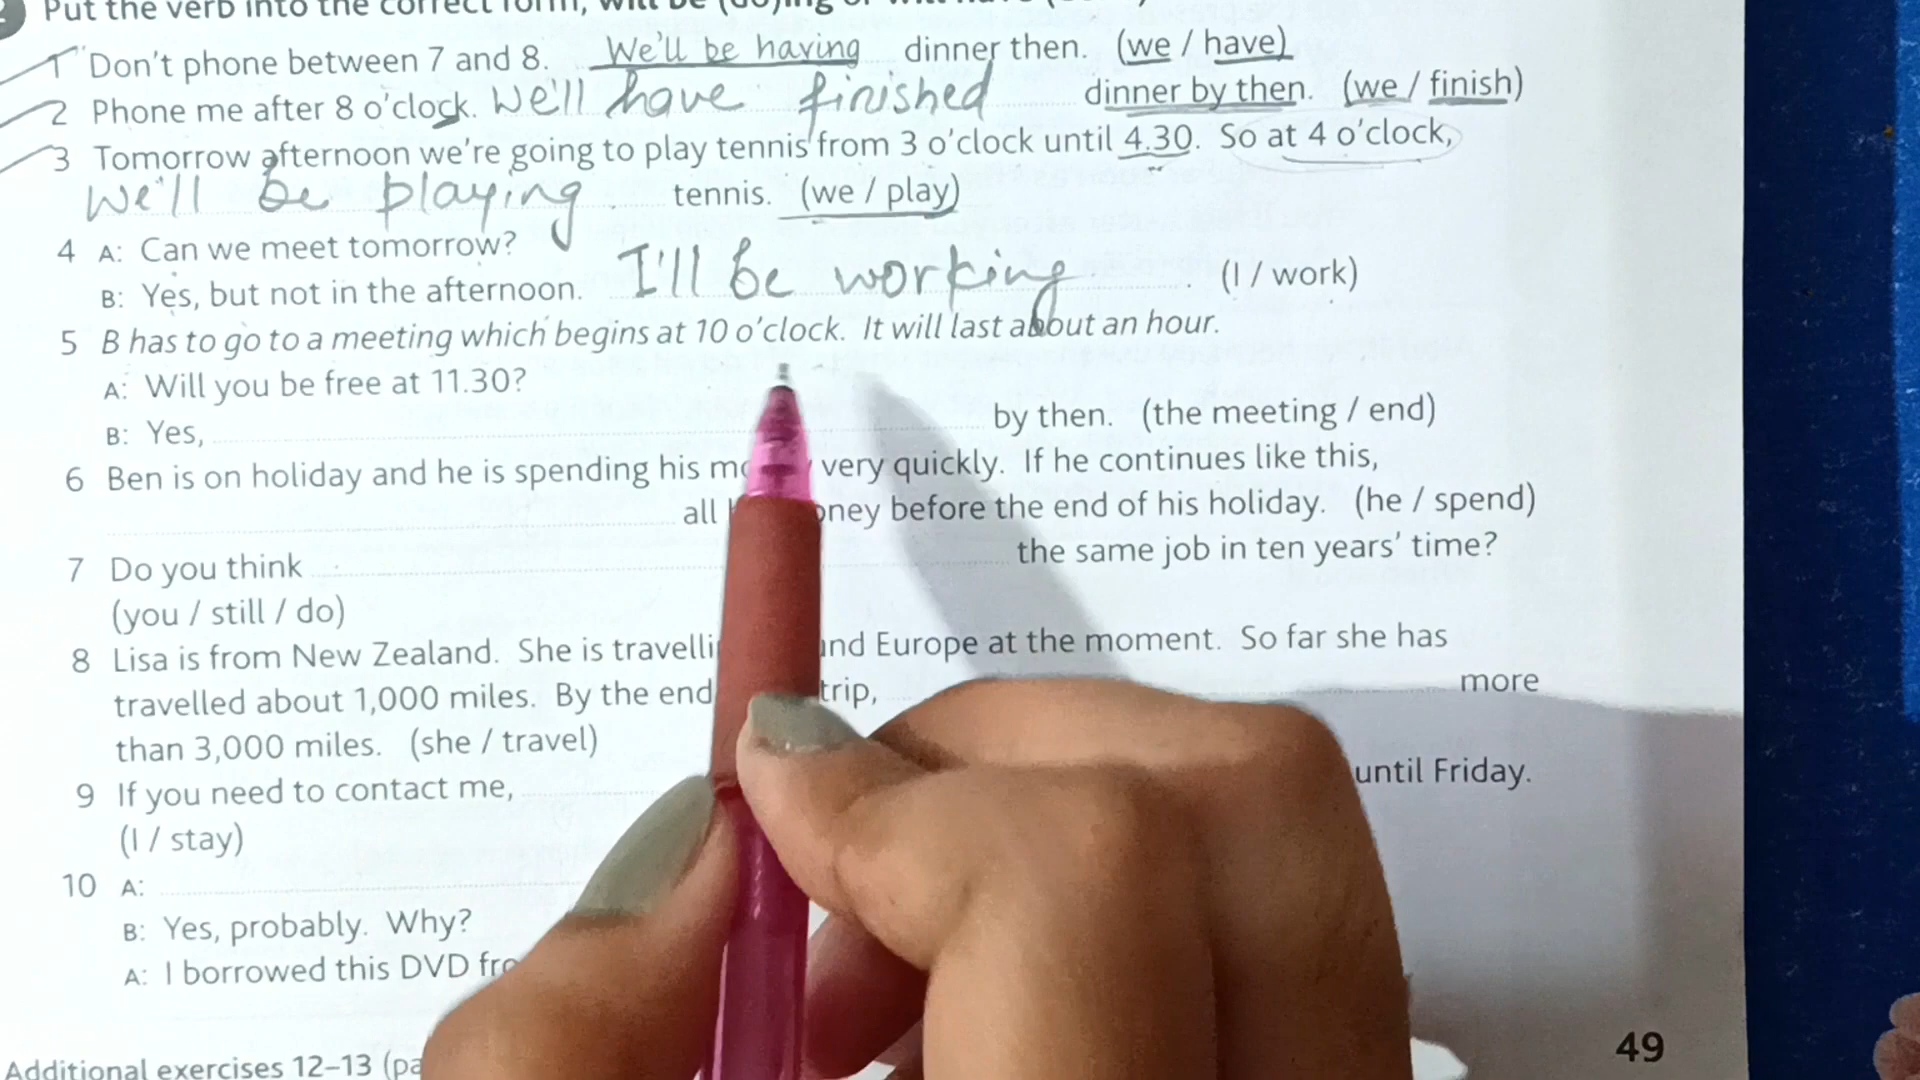 Put the verb into the correct form, will be (do)ing or will have
1 Don't phone between 7 and 8. We'll be having dinner then. (we / have)
2 Phone me after 8 o'clock. We'll have finished dinner by then. (we / finish)
3 Tomorrow afternoon we're going to play tennis from 3 o'clock until 4.30. So at 4 o'clock,
We'll be playing tennis. (we / play)
4 A: Can we meet tomorrow?
B: Yes, but not in the afternoon. I'll be working . (I / work)
5 B has to go to a meeting which begins at 10 o'clock. It will last about an hour.
A: Will you be free at 11.30?
B: Yes, by then. (the meeting / end)
6 Ben is on holiday and he is spending his very quickly. If he continues like this,
all before the end of his holiday. (he / spend)
7 Do you think the same job in ten years' time?
(you / still / do)
8 Lisa is from New Zealand. She is Europe at the moment. So far she has
travelled about 1,000 miles. By the end trip, more
than 3,000 miles. (she / travel)
9 If you need to contact me, until Friday.
(I / stay)
10 A:
B: Yes, probably. Why?
A: I borrowed this DVD
Additional exercises 12–13
49